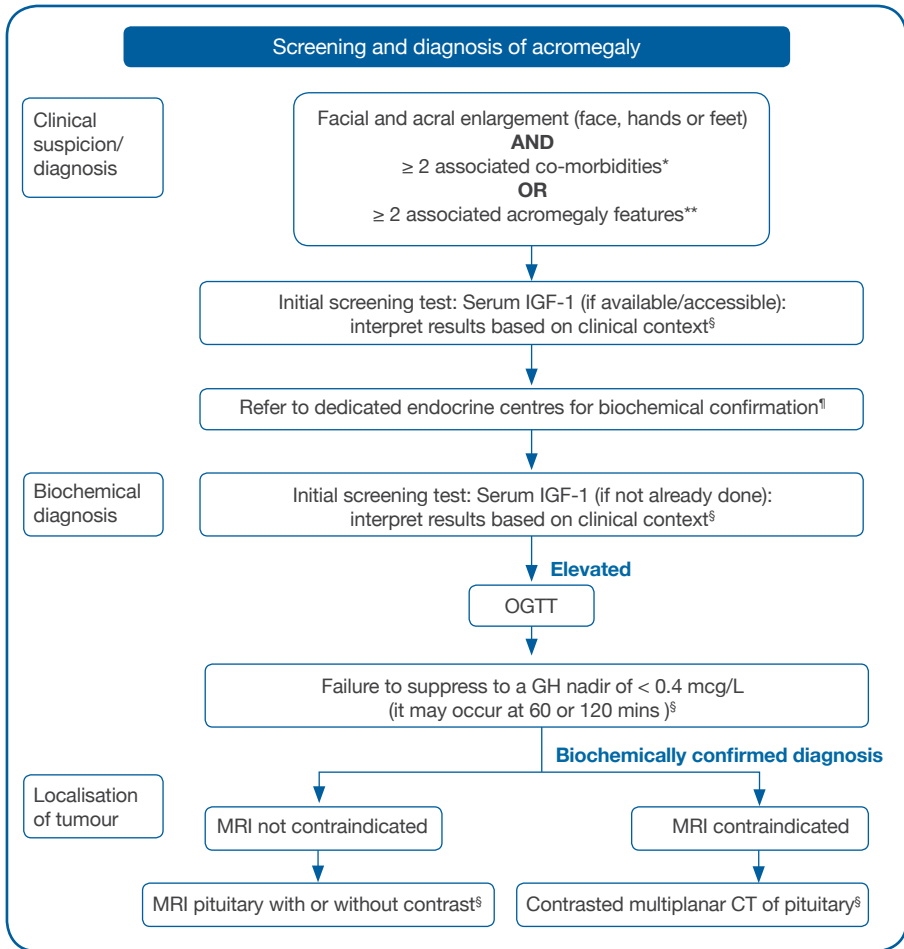 Screening and diagnosis of acromegaly
Clinical
suspicion/
diagnosis
Facial and acral enlargement (face, hands or feet)
AND
≥ 2 associated co-morbidities*
OR
≥ 2 associated acromegaly features**
Initial screening test: Serum IGF-1 (if available/accessible):
interpret results based on clinical context§
Refer to dedicated endocrine centres for biochemical confirmation¶
Biochemical
diagnosis
Initial screening test: Serum IGF-1 (if not already done):
interpret results based on clinical context§
Elevated
OGTT
Failure to suppress to a GH nadir of < 0.4 mcg/L
(it may occur at 60 or 120 mins )§
Biochemically confirmed diagnosis
Localisation
of tumour
MRI not contraindicated
MRI contraindicated
MRI pituitary with or without contrast§
Contrasted multiplanar CT of pituitary§